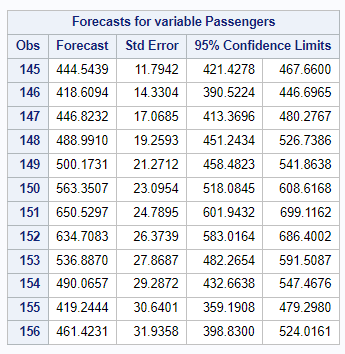 Forecasts for variable Passengers
Obs Forecast Std Error 95% Confidence Limits
145 444.5439 11.7942 421.4278 467.6600
146 418.6094 14.3304 390.5224 446.6965
147 446.8232 17.0685 413.3696 480.2767
148 488.9910 19.2593 451.2434 526.7386
149 500.1731 21.2712 458.4823 541.8638
150 563.3507 23.0954 518.0845 608.6168
151 650.5297 24.7895 601.9432 699.1162
152 634.7083 26.3739 583.0164 686.4002
153 536.8870 27.8687 482.2654 591.5087
154 490.0657 29.2872 432.6638 547.4676
155 419.2444 30.6401 359.1908 479.2980
156 461.4231 31.9358 398.8300 524.0161